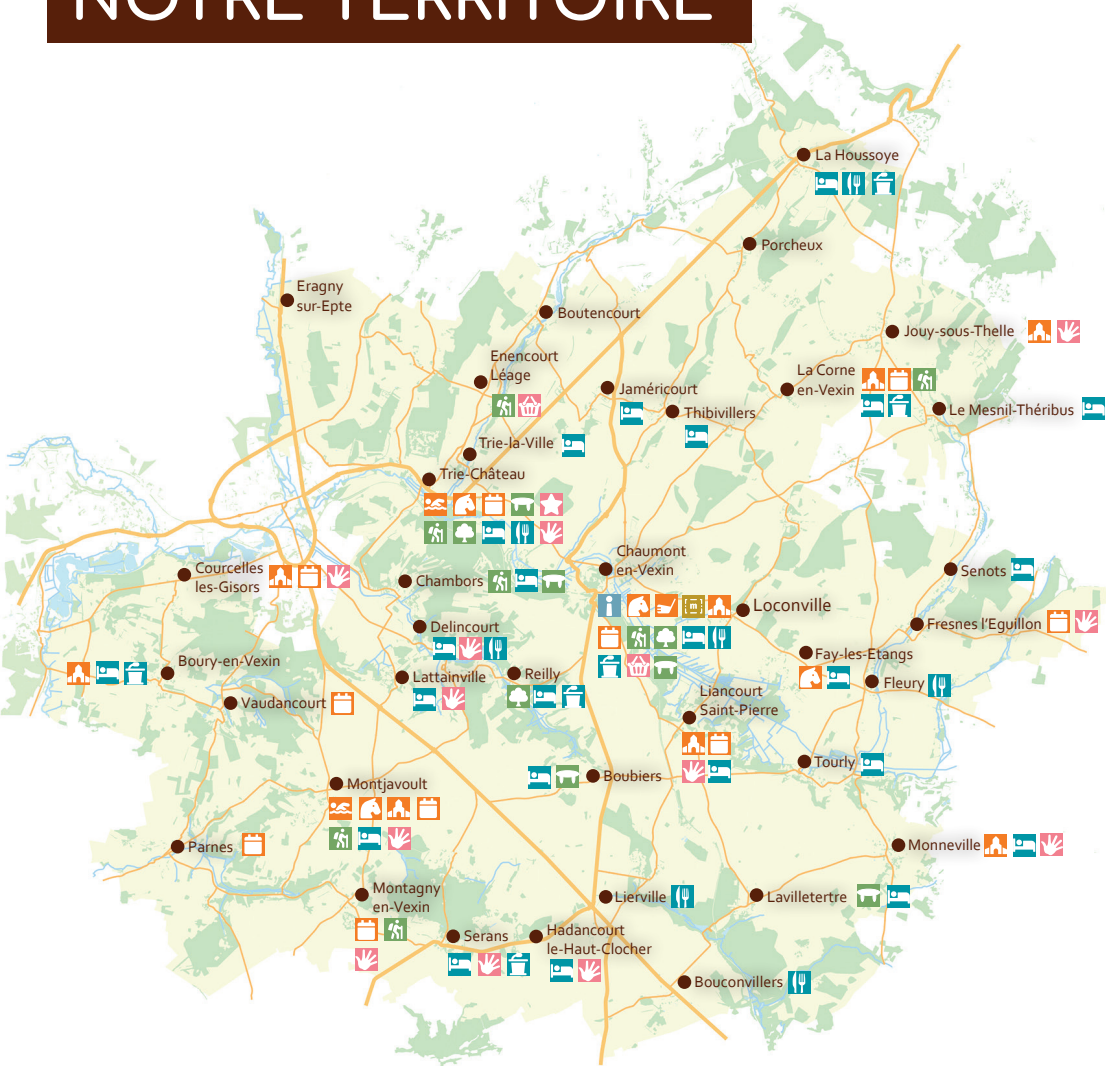 NOTRE TERRITOIRE
La Houssoye
Porcheux
Eragny
sur-Epte
Boutencourt
Jouy-sous-Thelle
Enencourt
Léage
La Corne
en-Vexin
Jaméricourt
Thibivillers
Le Mesnil-Théribus
Trie-la-Ville
Trie-Château
Chaumont
en-Vexin
Courcelles
les-Gisors
Chambors
Senots
Loconville
Fresnes l'Eguillon
Delincourt
Fay-les-Etangs
Boury-en-Vexin
Lattainville
Reilly
Fleury
Vaudancourt
Liancourt
Saint-Pierre
Tourly
Boubiers
Montjavoult
Parnes
Monneville
Montagny
en-Vexin
Lierville
Lavilletertre
Serans
Hadancourt
le-Haut-Clocher
Bouconvillers